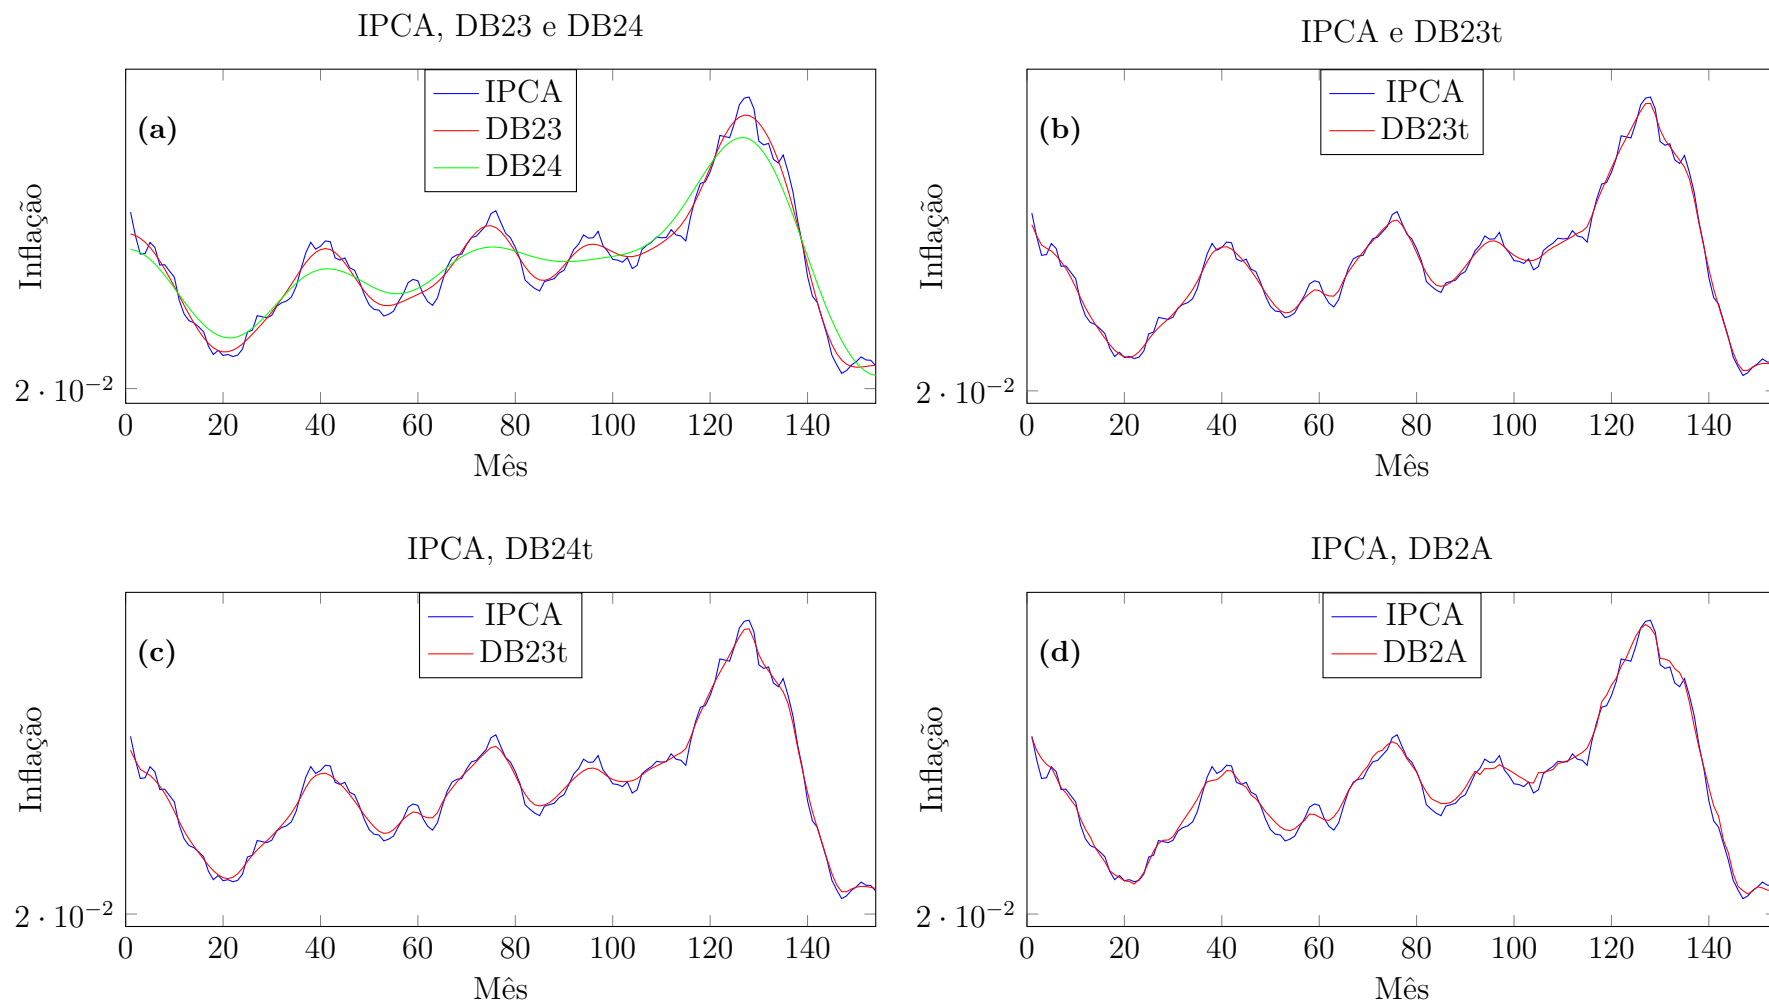 IPCA, DB23 e DB24
(a)
IPCA
DB23
DB24
Inflação
2 · 10⁻²
0 20 40 60 80 100 120 140
Mês
IPCA e DB23t
(b)
IPCA
DB23t
Inflação
2 · 10⁻²
0 20 40 60 80 100 120 140
Mês
IPCA, DB24t
(c)
IPCA
DB23t
Inflação
2 · 10⁻²
0 20 40 60 80 100 120 140
Mês
IPCA, DB2A
(d)
IPCA
DB2A
Inflação
2 · 10⁻²
0 20 40 60 80 100 120 140
Mês